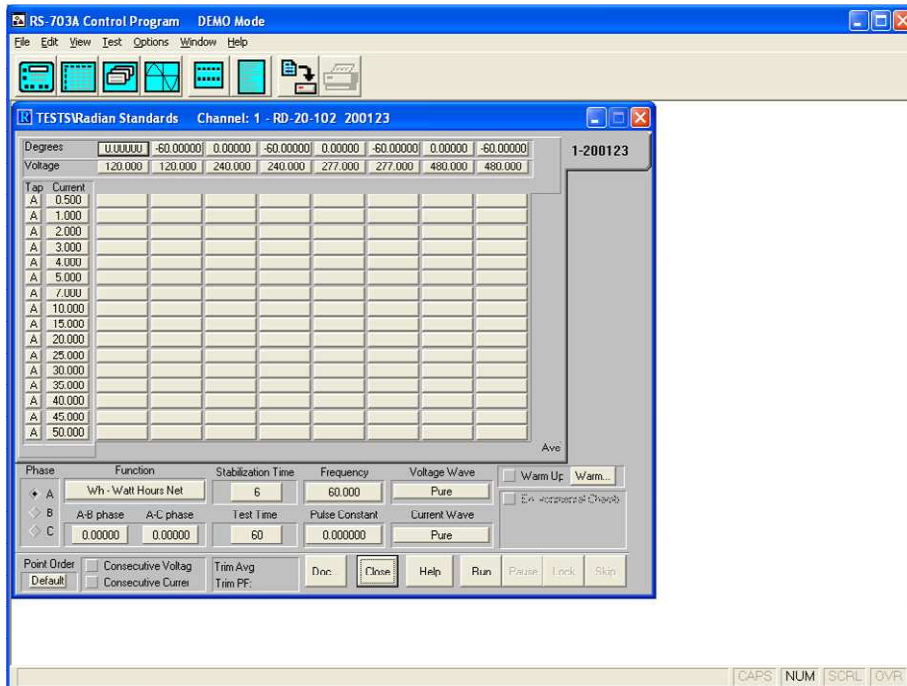 RS-703A Control Program DEMO Mode
File Edit View Test Options Window Help
TESTS\Radian Standards Channel: 1 - RD-20-102 200123
Degrees 0.00000 -60.00000 0.00000 -60.00000 0.00000 -60.00000 0.00000 -60.00000
1-200123
Voltage 120.000 120.000 240.000 240.000 277.000 277.000 480.000 480.000
Tap Current
A 0.500
A 1.000
A 2.000
A 3.000
A 4.000
A 5.000
A 7.000
A 10.000
A 15.000
A 20.000
A 25.000
A 30.000
A 35.000
A 40.000
A 45.000
A 50.000
Ave
Phase Function Stabilization Time Frequency Voltage Wave Warm Up Warm...
A Wh - Watt Hours Net 6 60.000 Pure
B A-B phase A-C phase Test Time Pulse Constant Current Wave
C 0.00000 0.00000 60 0.000000 Pure
Point Order Consecutive Voltag Trim Avg
Default Consecutive Currer Trim PF:
Doc... Close Help Run Pause Lock Skip
CAPS NUM SCRL OVR